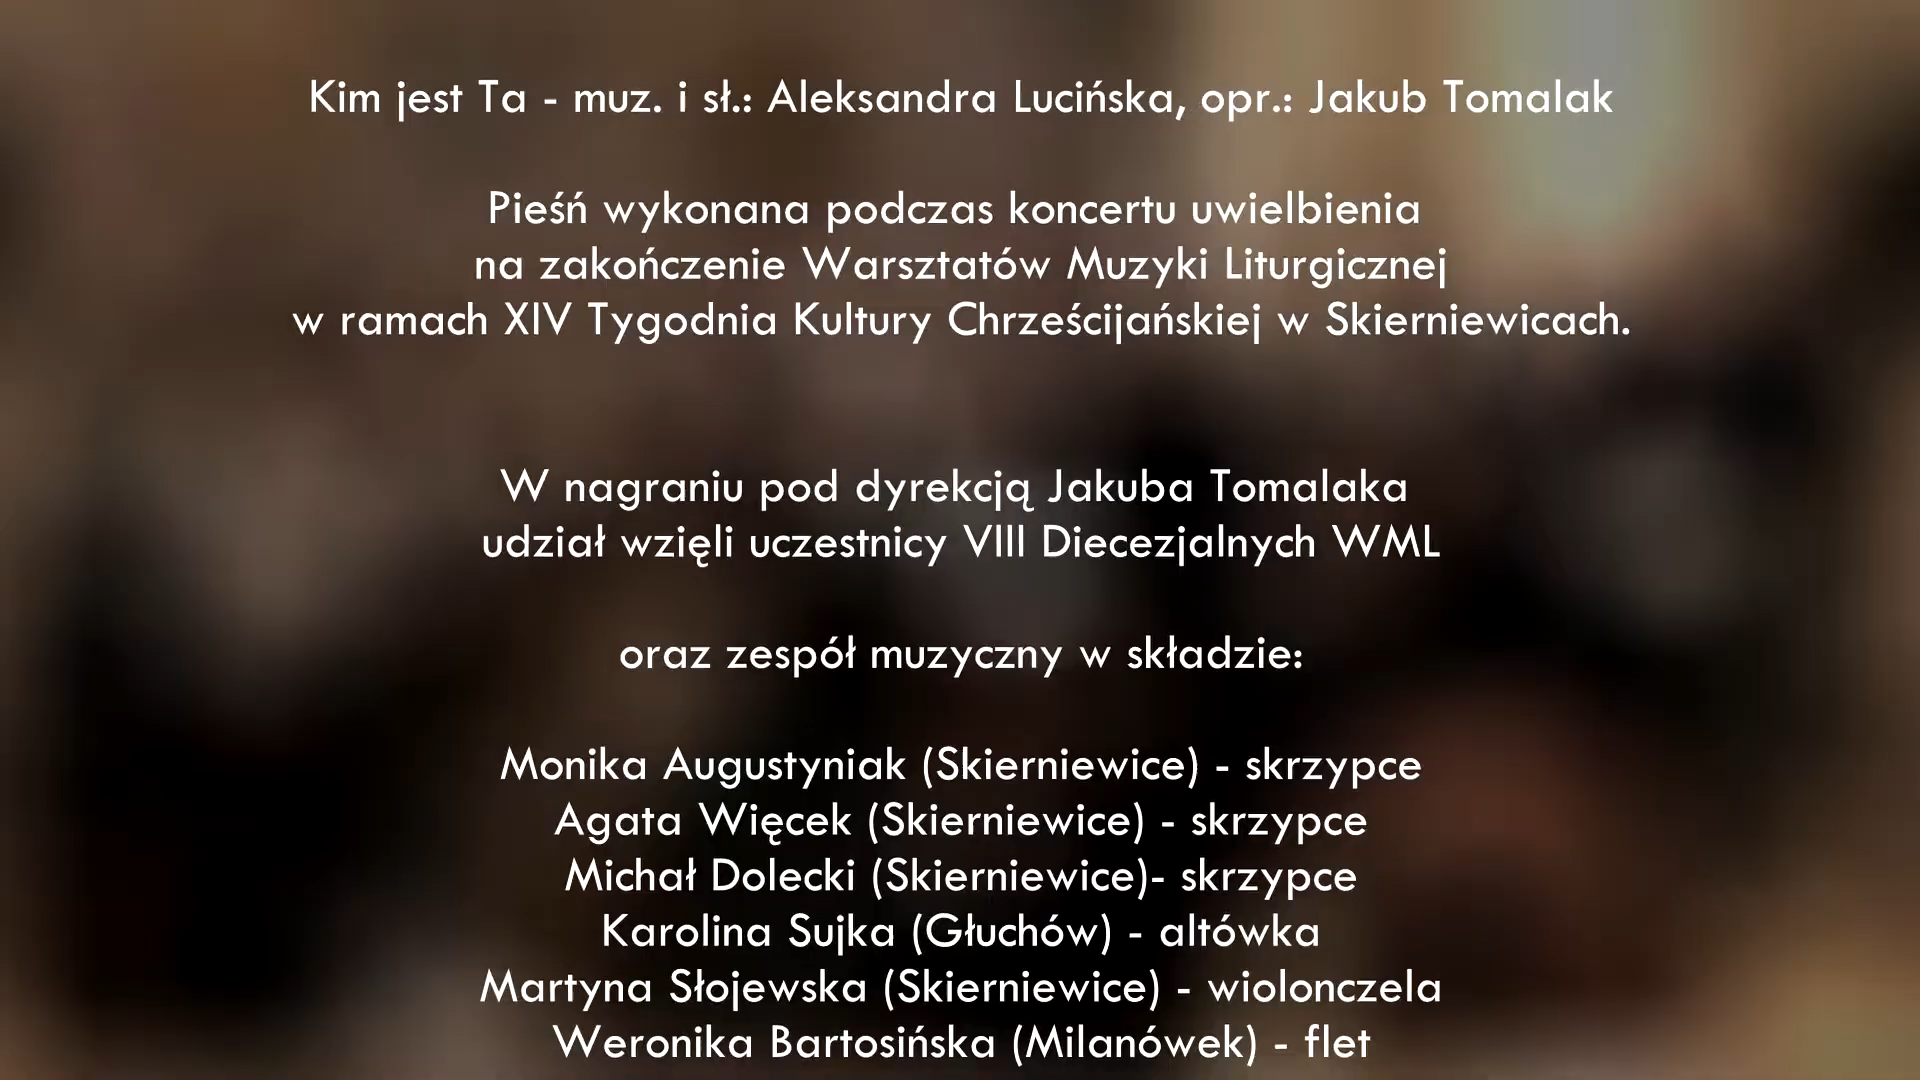 Kim jest Ta - muz. i sł.: Aleksandra Lucińska, opr.: Jakub Tomalak
Pieśń wykonana podczas koncertu uwielbienia
na zakończenie Warsztatów Muzyki Liturgicznej
w ramach XIV Tygodnia Kultury Chrześcijańskiej w Skierniewicach.
W nagraniu pod dyrekcją Jakuba Tomalaka
udział wzięli uczestnicy VIII Diecezjalnych WML
oraz zespół muzyczny w składzie:
Monika Augustyniak (Skierniewice) - skrzypce
Agata Więcek (Skierniewice) - skrzypce
Michał Dolecki (Skierniewice)- skrzypce
Karolina Sujka (Głuchów) - altówka
Martyna Słojewska (Skierniewice) - wiolonczela
Weronika Bartosińska (Milanówek) - flet